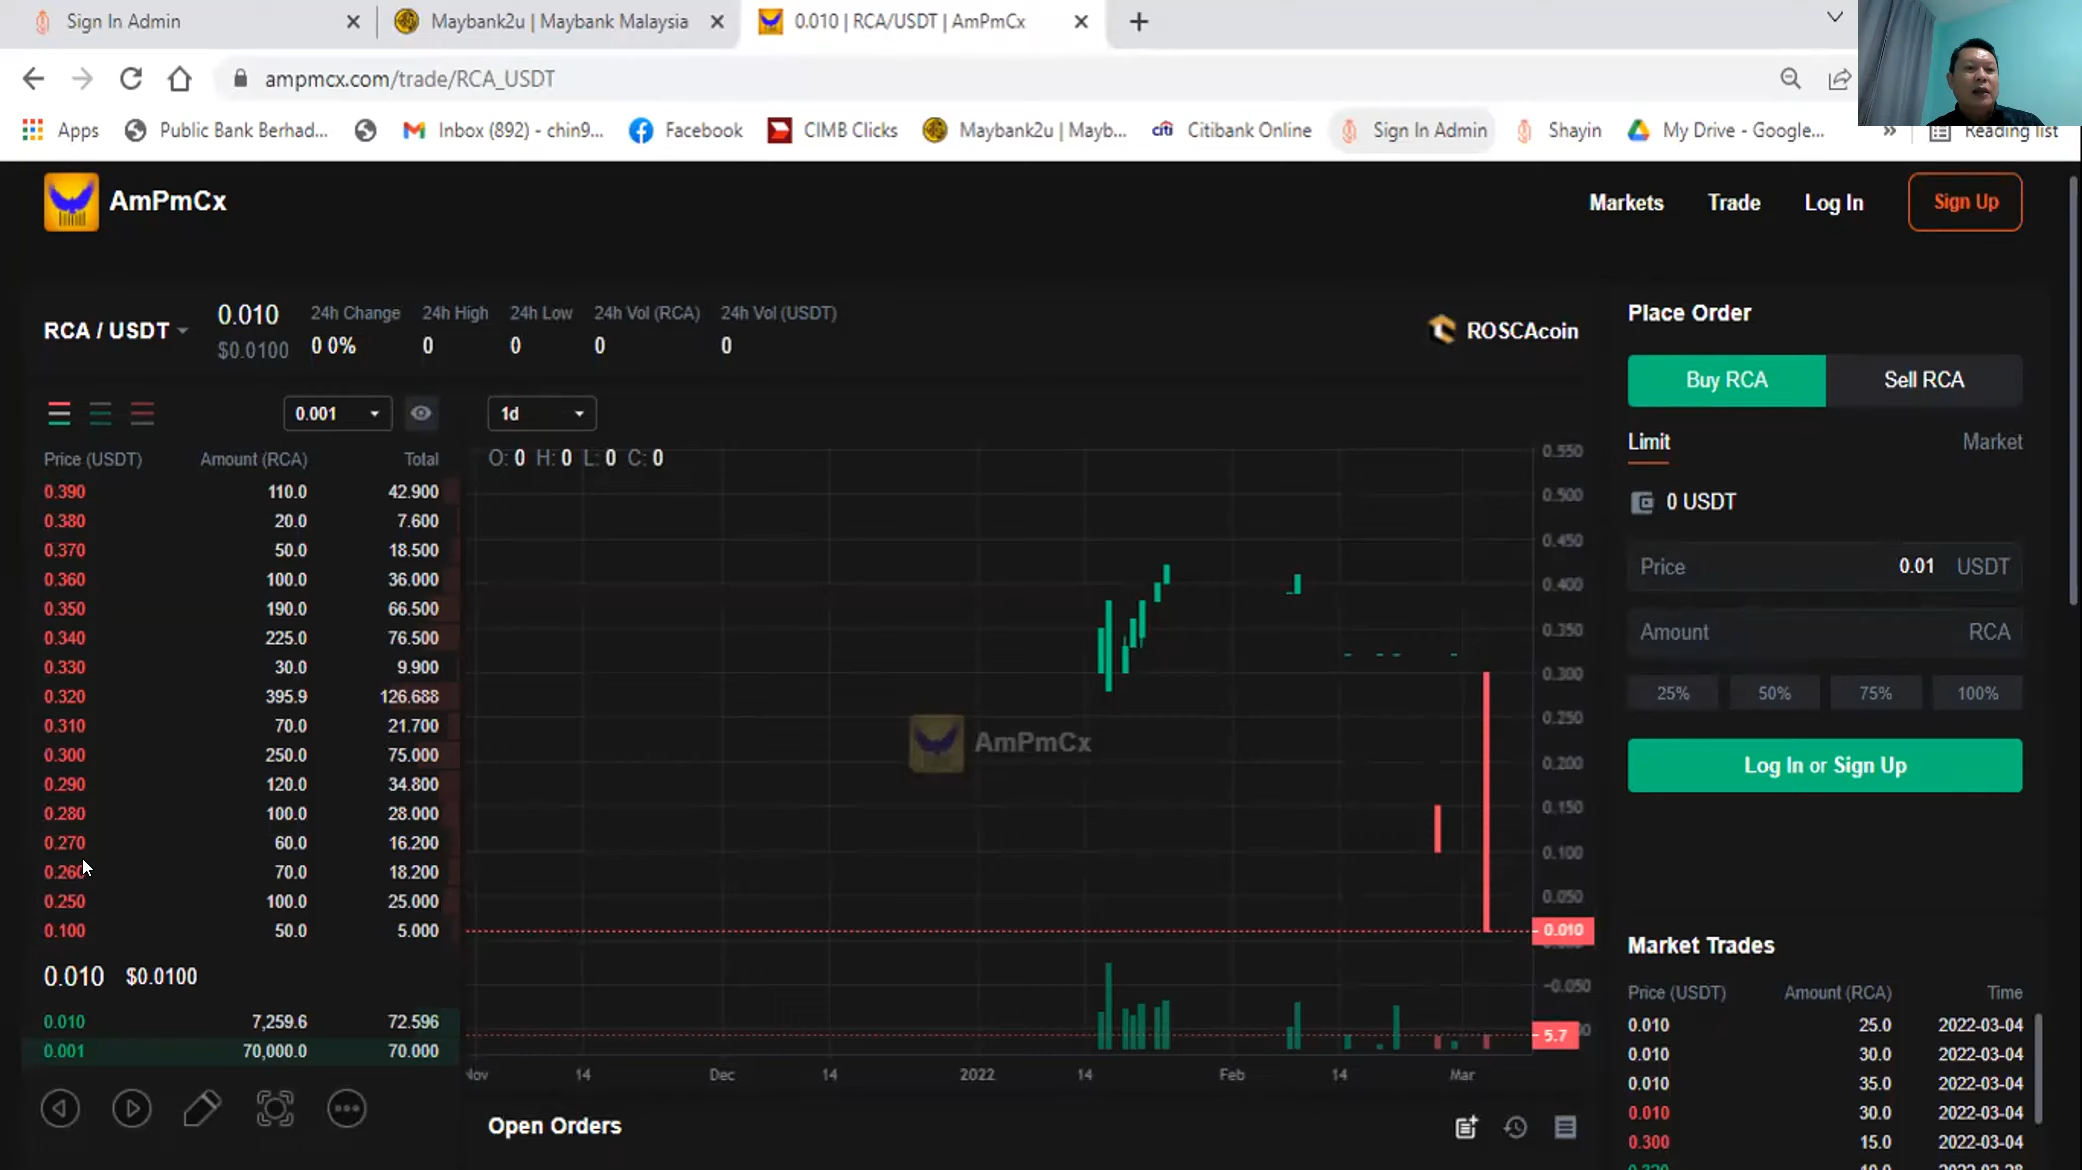 Sign In Admin
Maybank2u | Maybank Malaysia
0.010 | RCA/USDT | AmPmCx
ampmcx.com/trade/RCA_USDT
Apps
Public Bank Berhad...
Inbox (892) - chin9...
Facebook
CIMB Clicks
Maybank2u | Mayb...
citi Citibank Online
Sign In Admin
Shayin
My Drive - Google...
»
Reading list
AmPmCx
Markets Trade Log In Sign Up
RCA / USDT
0.010
$0.0100
24h Change 24h High 24h Low 24h Vol (RCA) 24h Vol (USDT)
0 0% 0 0 0 0
ROSCAcoin
0.001
1d
O: 0 H: 0 L: 0 C: 0
Price (USDT) Amount (RCA) Total
0.390 110.0 42.900
0.380 20.0 7.600
0.370 50.0 18.500
0.360 100.0 36.000
0.350 190.0 66.500
0.340 225.0 76.500
0.330 30.0 9.900
0.320 395.9 126.688
0.310 70.0 21.700
0.300 250.0 75.000
0.290 120.0 34.800
0.280 100.0 28.000
0.270 60.0 16.200
0.260 70.0 18.200
0.250 100.0 25.000
0.100 50.0 5.000
0.010 $0.0100
0.010 7,259.6 72.596
0.001 70,000.0 70.000
AmPmCx
0.550
0.500
0.450
0.400
0.350
0.300
0.250
0.200
0.150
0.100
0.050
0.010
-0.050
5.7
Nov 14 Dec 14 2022 14 Feb 14 Mar
Open Orders
Place Order
Buy RCA Sell RCA
Limit Market
0 USDT
Price 0.01 USDT
Amount RCA
25% 50% 75% 100%
Log In or Sign Up
Market Trades
Price (USDT) Amount (RCA) Time
0.010 25.0 2022-03-04
0.010 30.0 2022-03-04
0.010 35.0 2022-03-04
0.010 30.0 2022-03-04
0.300 15.0 2022-03-04